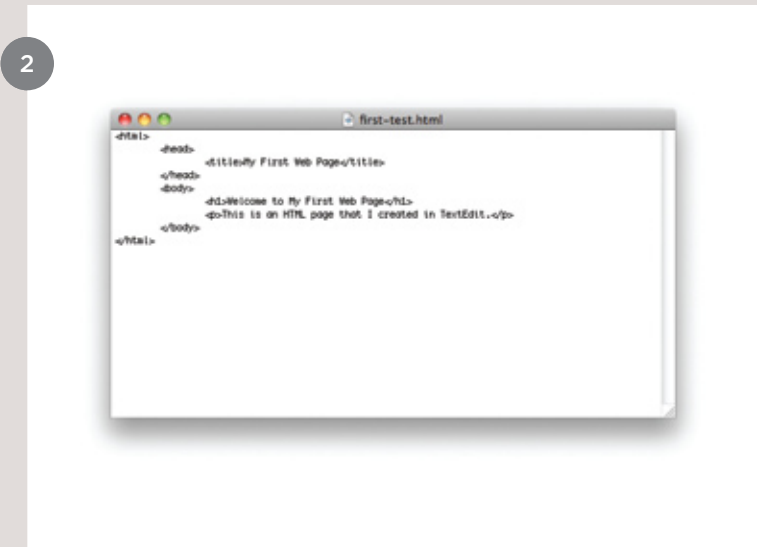 2
first-test.html
<html>
<head>
<title>My First Web Page</title>
</head>
<body>
<h1>Welcome to My First Web Page</h1>
<p>This is an HTML page that I created in TextEdit.</p>
</body>
</html>